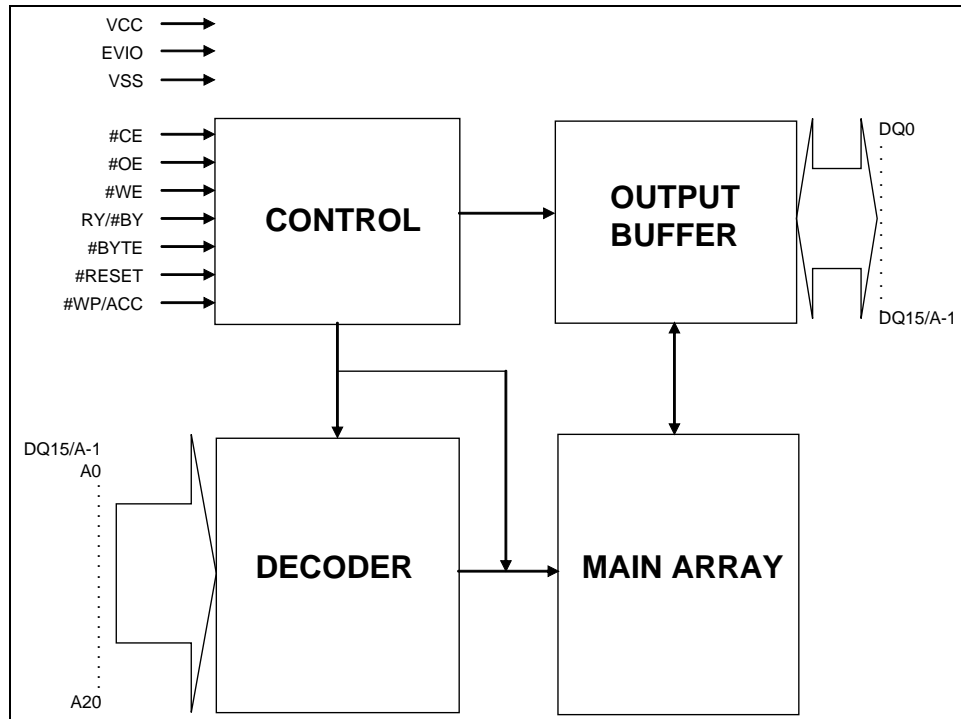 VCC
EVIO
VSS
#CE
#OE
#WE
RY/#BY
#BYTE
#RESET
#WP/ACC
CONTROL
OUTPUT
BUFFER
DQ0
DQ15/A-1
DQ15/A-1
A0
A20
DECODER
MAIN ARRAY